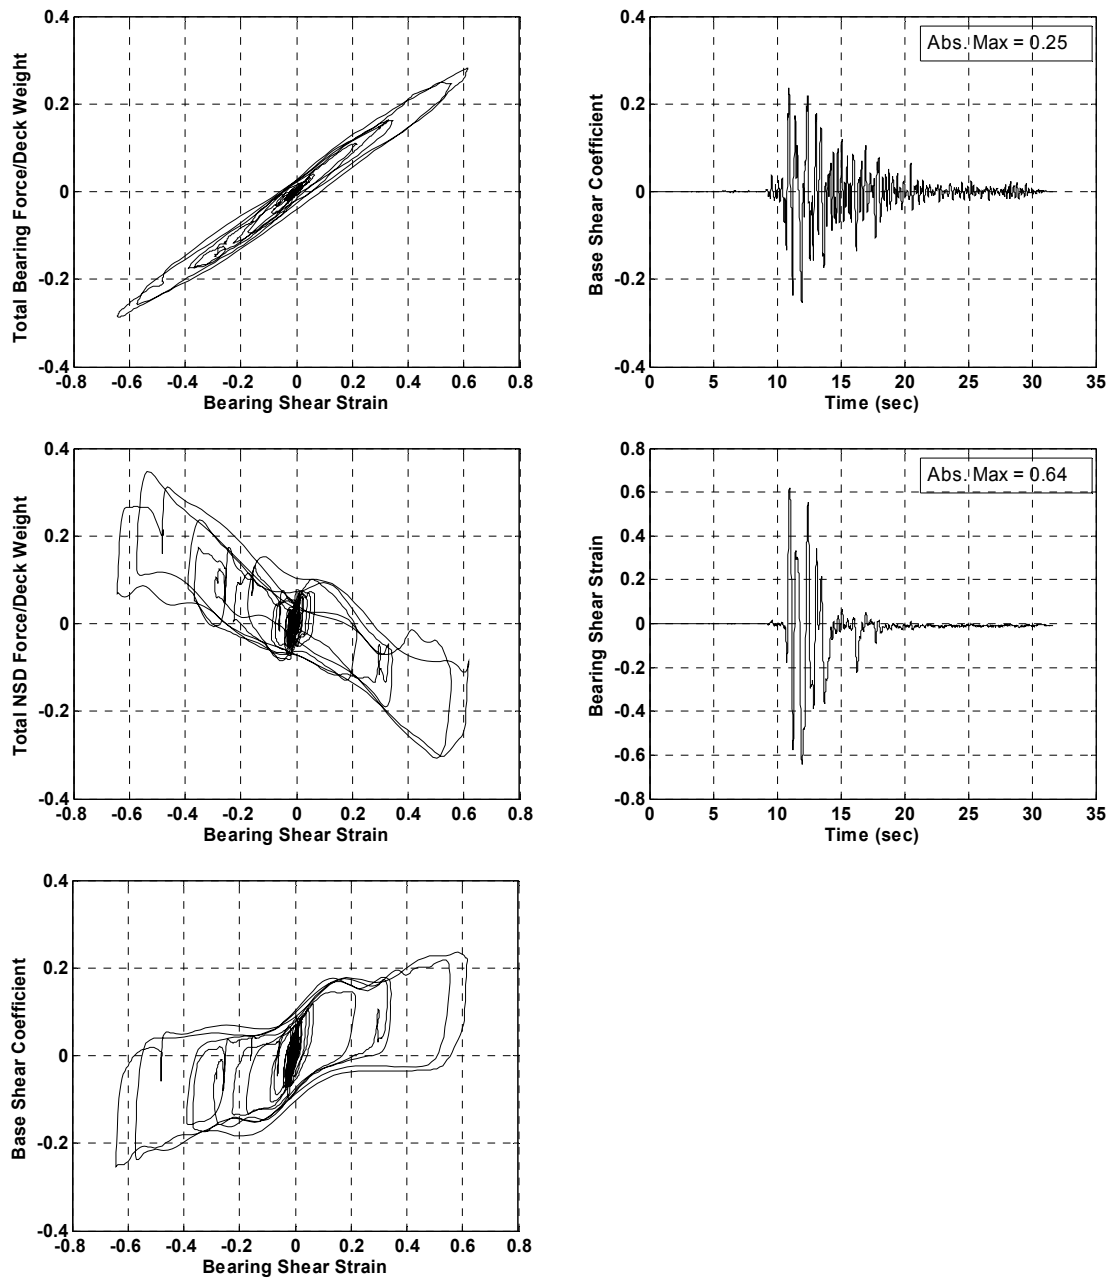 Total Bearing Force/Deck Weight
0.4
0.2
0
-0.2
-0.4
-0.8 -0.6 -0.4 -0.2 0 0.2 0.4 0.6 0.8
Bearing Shear Strain
Base Shear Coefficient
0.4
0.2
0
-0.2
-0.4
Abs. Max = 0.25
0 5 10 15 20 25 30 35
Time (sec)
Total NSD Force/Deck Weight
0.4
0.2
0
-0.2
-0.4
-0.8 -0.6 -0.4 -0.2 0 0.2 0.4 0.6 0.8
Bearing Shear Strain
Bearing Shear Strain
0.8
0.6
0.4
0.2
0
-0.2
-0.4
-0.6
-0.8
Abs. Max = 0.64
0 5 10 15 20 25 30 35
Time (sec)
Base Shear Coefficient
0.4
0.2
0
-0.2
-0.4
-0.8 -0.6 -0.4 -0.2 0 0.2 0.4 0.6 0.8
Bearing Shear Strain